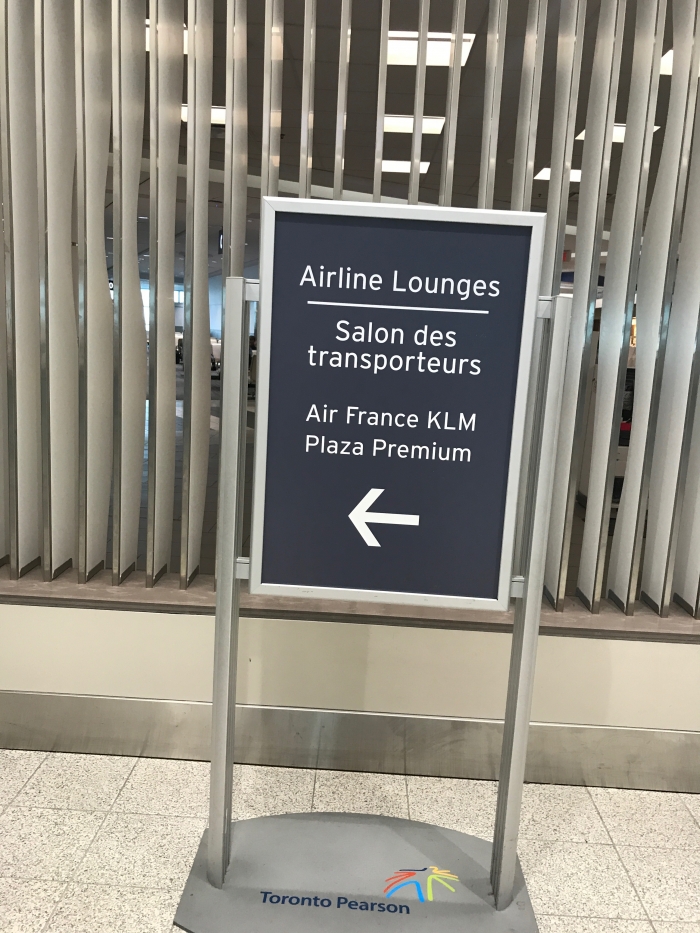 Airline Lounges
Salon des
transporteurs
Air France KLM
Plaza Premium
Toronto Pearson